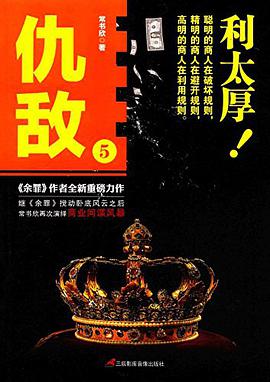 常书欣
著
仇敌
5
利太厚!
聪明的商人在破坏规则,
精明的商人在避开规则,
高明的商人在利用规则。
《余罪》作者全新重磅力作
继《余罪》搅动卧底风云之后
常书欣再次演绎商业间谍风暴
三辰影库音像出版社